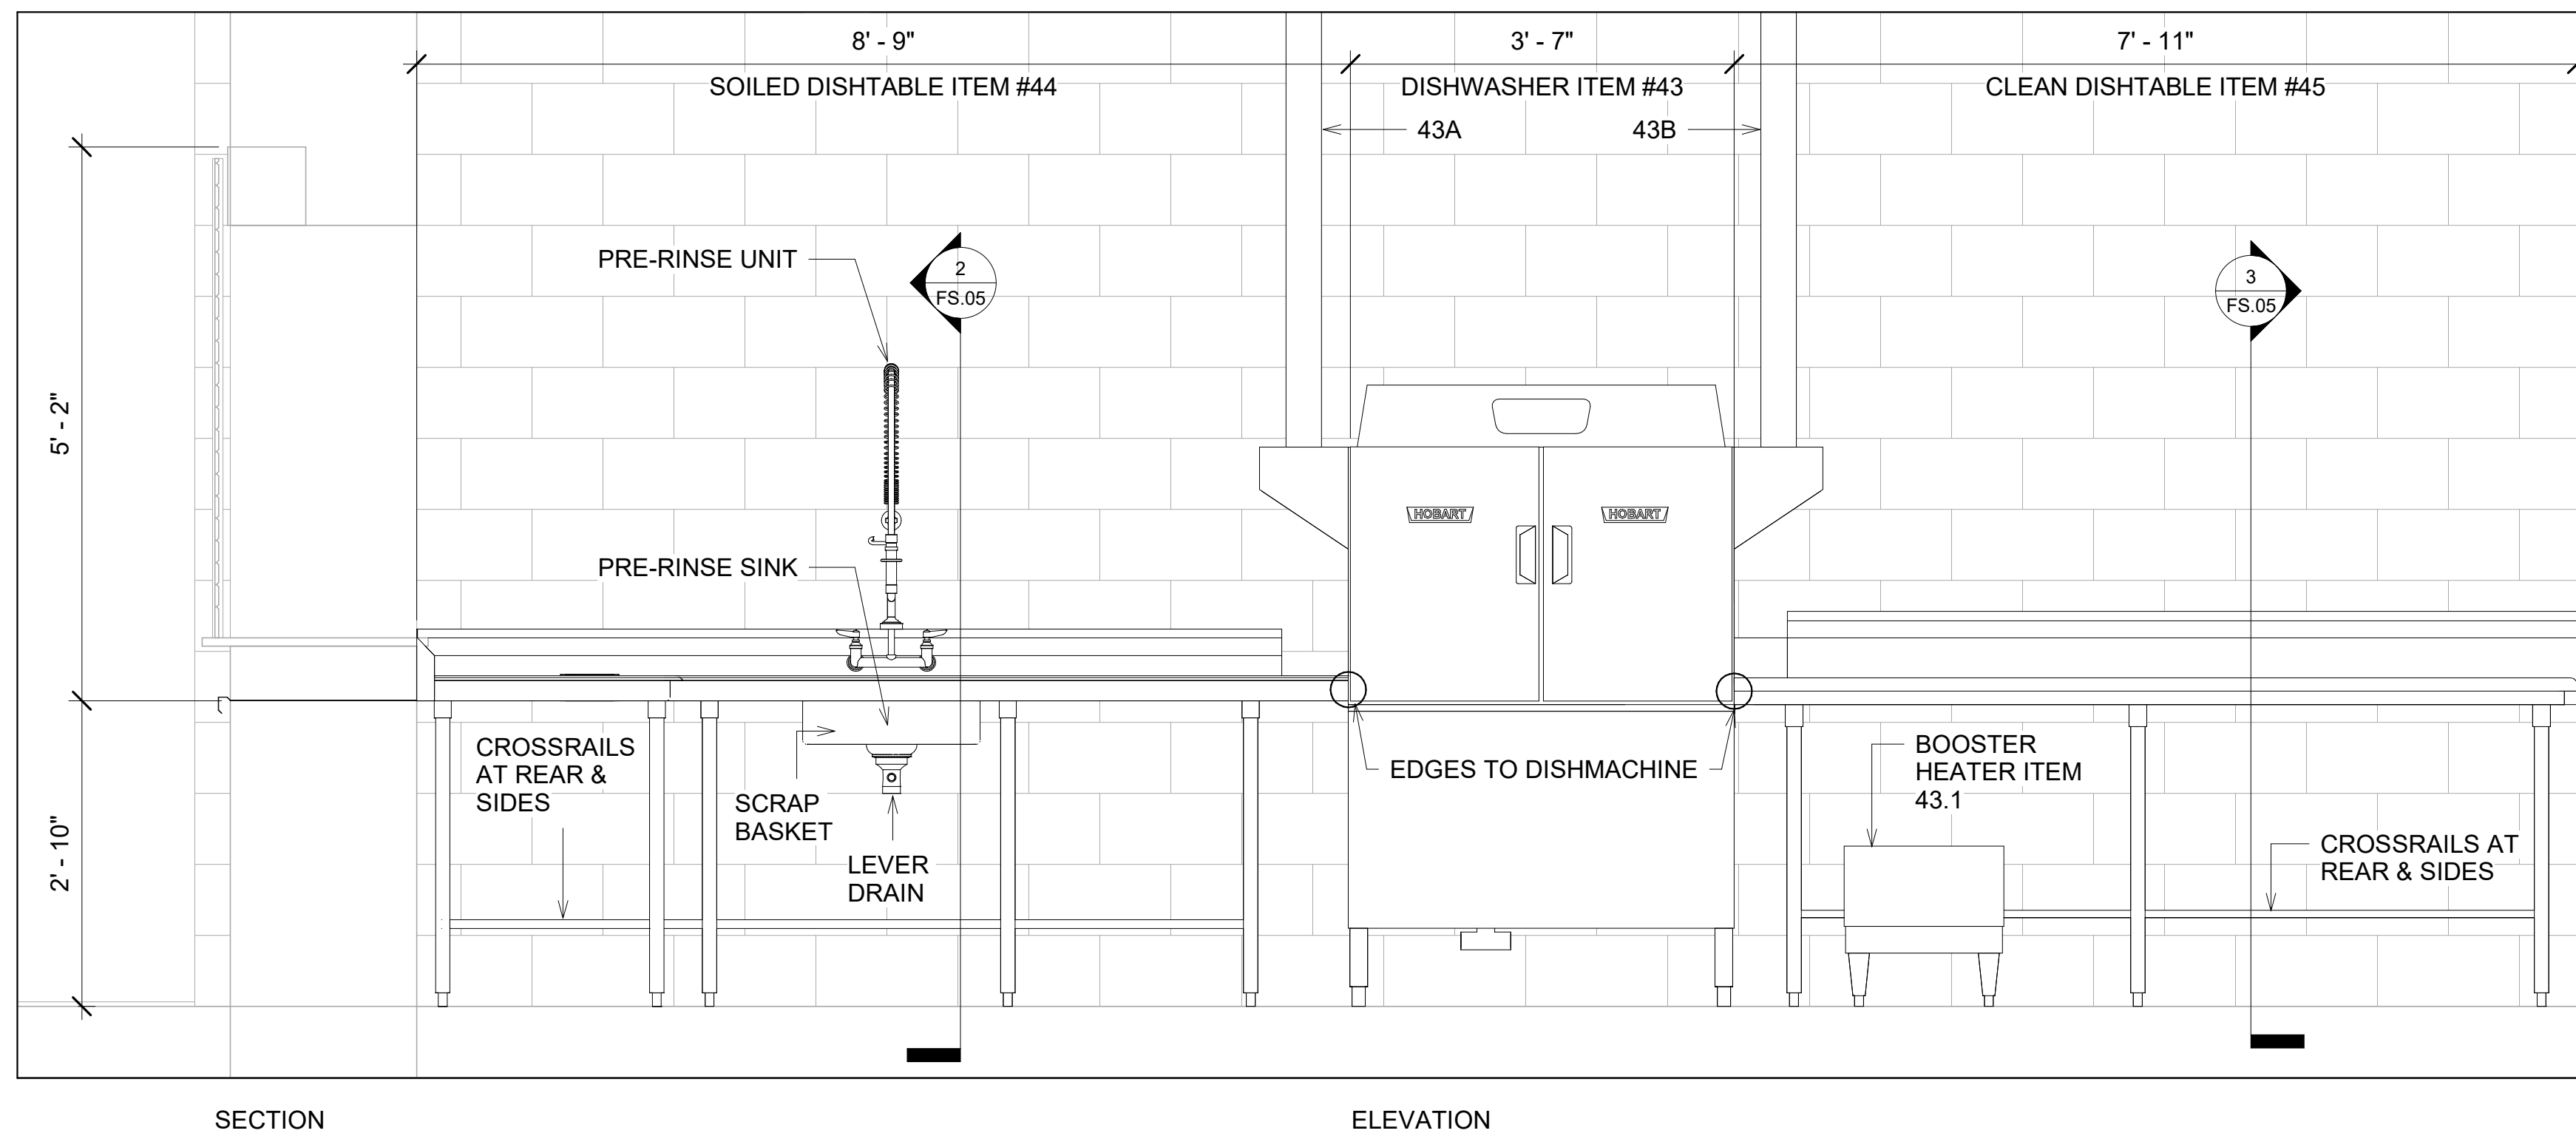 8' - 9"
3' - 7"
7' - 11"
SOILED DISHTABLE ITEM #44
DISHWASHER ITEM #43
CLEAN DISHTABLE ITEM #45
43A
43B
PRE-RINSE UNIT
2
FS.05
3
FS.05
5' - 2"
HOBART
HOBART
PRE-RINSE SINK
CROSSRAILS
AT REAR &
SIDES
SCRAP
BASKET
LEVER
DRAIN
EDGES TO DISHMACHINE
BOOSTER
HEATER ITEM
43.1
CROSSRAILS AT
REAR & SIDES
2' - 10"
SECTION
ELEVATION